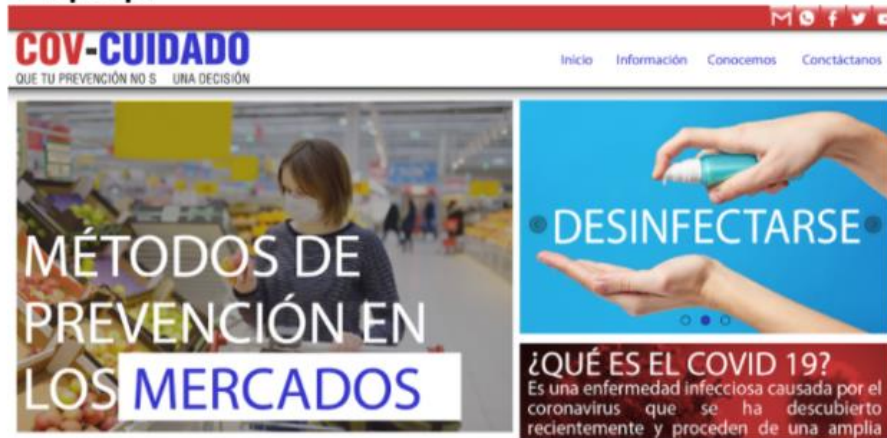 COV-CUIDADO
QUE TU PREVENCIÓN NO S UNA DECISIÓN
Inicio Información Conocemos Conctáctanos
MÉTODOS DE
PREVENCIÓN EN
LOS MERCADOS
DESINFECTARSE
¿QUÉ ES EL COVID 19?
Es una enfermedad infecciosa causada por el
coronavirus que se ha descubierto
recientemente y proceden de una amplia